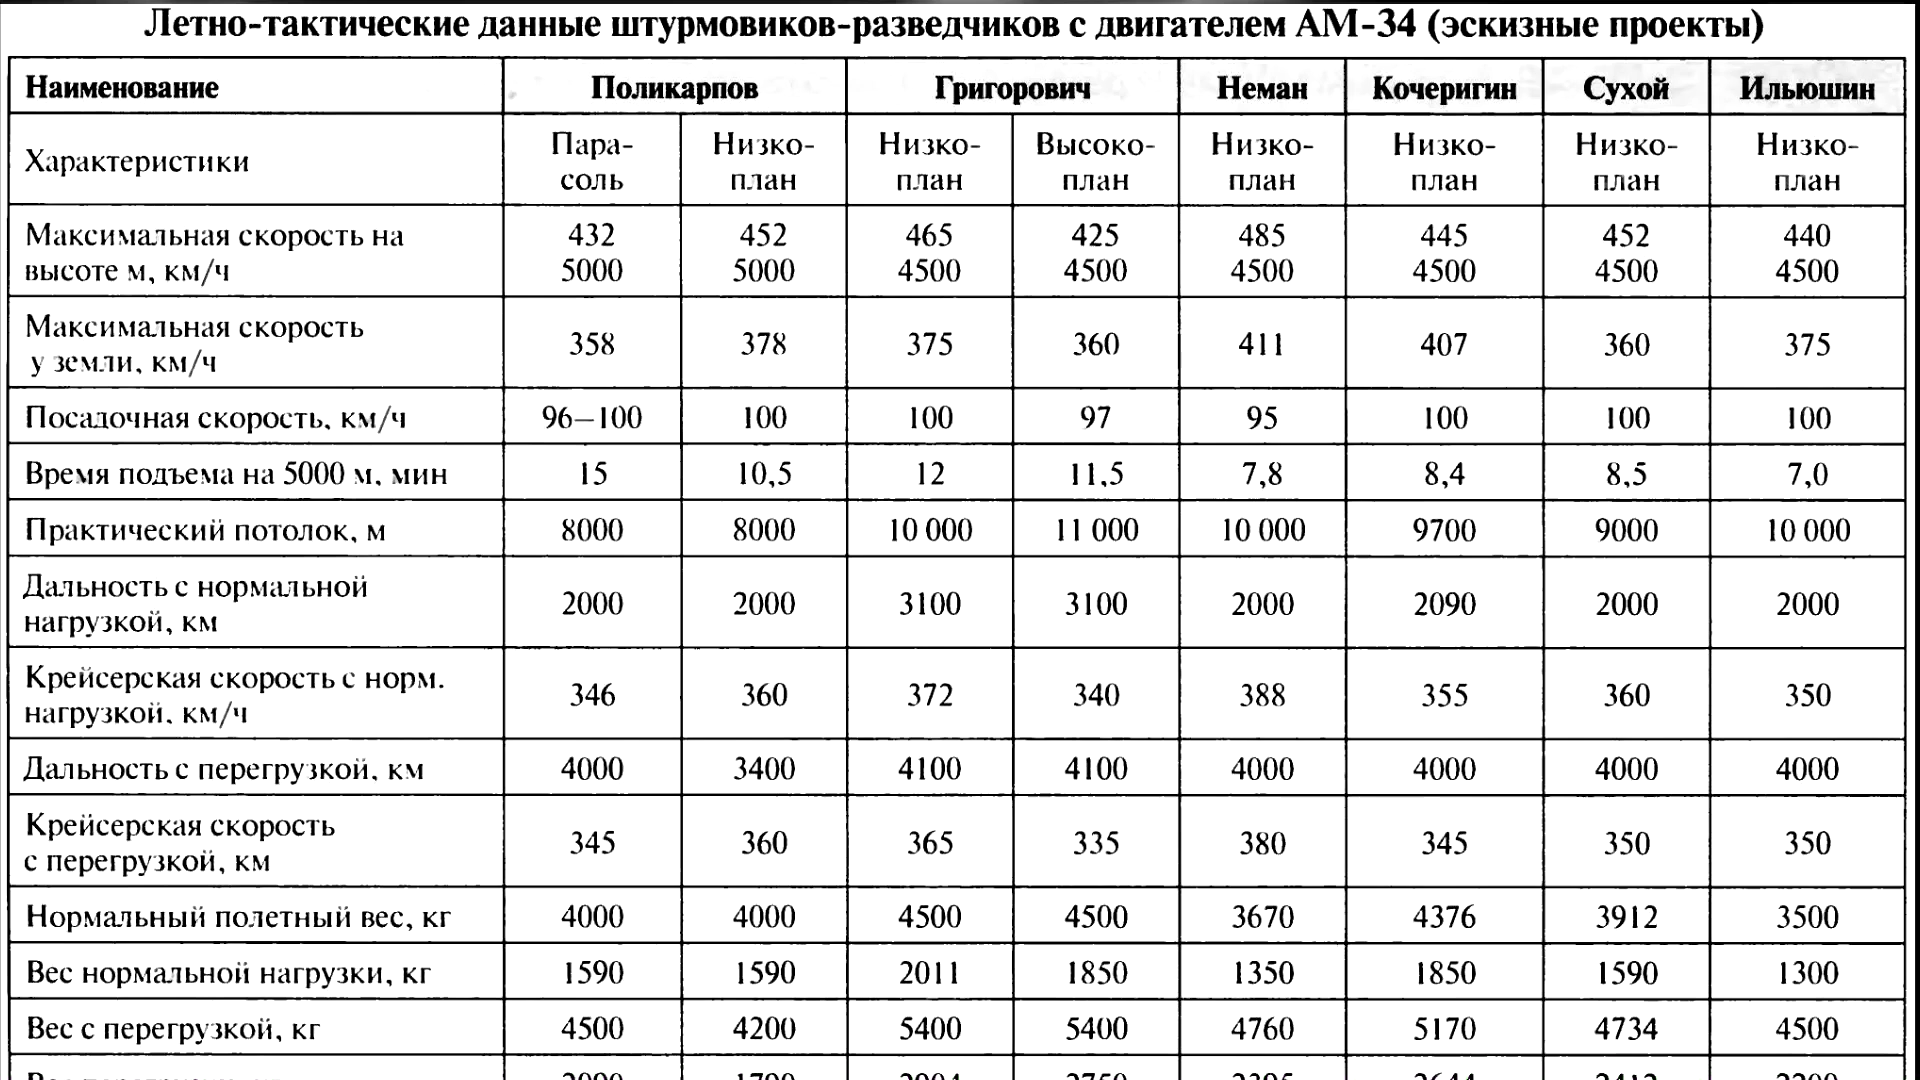 Летно-тактические данные штурмовиков-разведчиков с двигателем АМ-34 (эскизные проекты)
Наименование Поликарпов Григорович Неман Кочеригин Сухой Ильюшин
Характеристики Пара- Низко- Низко- Высоко- Низко- Низко- Низко- Низко-
соль план план план план план план план
Максимальная скорость на 432 452 465 425 485 445 452 440
высоте м, км/ч 5000 5000 4500 4500 4500 4500 4500 4500
Максимальная скорость
у земли, км/ч 358 378 375 360 411 407 360 375
Посадочная скорость, км/ч 96–100 100 100 97 95 100 100 100
Время подъема на 5000 м, мин 15 10,5 12 11,5 7,8 8,4 8,5 7,0
Практический потолок, м 8000 8000 10 000 11 000 10 000 9700 9000 10 000
Дальность с нормальной
нагрузкой, км 2000 2000 3100 3100 2000 2090 2000 2000
Крейсерская скорость с норм.
нагрузкой, км/ч 346 360 372 340 388 355 360 350
Дальность с перегрузкой, км 4000 3400 4100 4100 4000 4000 4000 4000
Крейсерская скорость
с перегрузкой, км 345 360 365 335 380 345 350 350
Нормальный полетный вес, кг 4000 4000 4500 4500 3670 4376 3912 3500
Вес нормальной нагрузки, кг 1590 1590 2011 1850 1350 1850 1590 1300
Вес с перегрузкой, кг 4500 4200 5400 5400 4760 5170 4734 4500